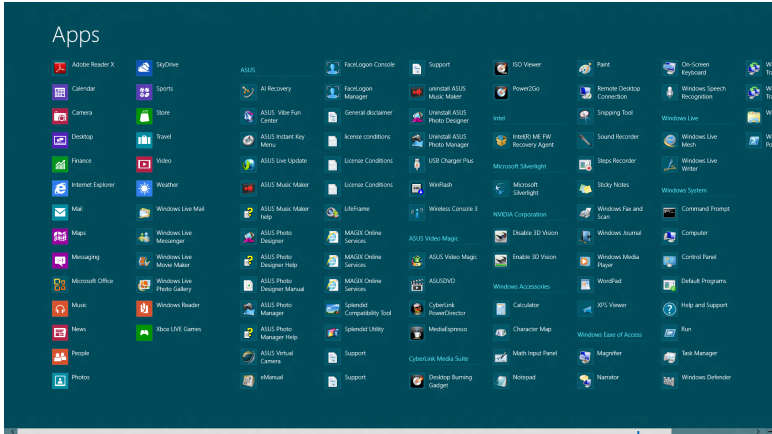 Apps
Adobe Reader X
Calendar
Camera
Desktop
Finance
Internet Explorer
Mail
Maps
Messaging
Microsoft Office
Music
News
People
Photos
SkyDrive
Sports
Store
Travel
Video
Weather
Windows Live Mail
Windows Live
Messenger
Windows Live
Movie Maker
Windows Live
Photo Gallery
Windows Reader
Xbox LIVE Games
ASUS
AI Recovery
ASUS Vibe Fun
Center
ASUS Instant Key
Menu
ASUS Live Update
ASUS Music Maker
ASUS Music Maker
help
ASUS Photo
Designer
ASUS Photo
Designer Help
ASUS Photo
Designer Manual
ASUS Photo
Manager
ASUS Photo
Manager Help
ASUS Virtual
Camera
eManual
FaceLogon Console
FaceLogon
Manager
General disclaimer
license conditions
License Conditions
License Conditions
LifeFrame
MAGIX Online
Services
MAGIX Online
Services
MAGIX Online
Services
Splendid
Compatibility Tool
Splendid Utility
Support
Support
Support
uninstall ASUS
Music Maker
Uninstall ASUS
Photo Designer
Uninstall ASUS
Photo Manager
USB Charger Plus
WinFlash
Wireless Console 3
ASUS Video Magic
ASUS Video Magic
ASUSDVD
CyberLink
PowerDirector
MediaEspresso
CyberLink Media Suite
Desktop Burning
Gadget
ISO Viewer
Power2Go
Intel
Intel(R) ME FW
Recovery Agent
Microsoft Silverlight
Microsoft
Silverlight
NVIDIA Corporation
Disable 3D Vision
Enable 3D Vision
Windows Accessories
Calculator
Character Map
Math Input Panel
Notepad
Paint
Remote Desktop
Connection
Snipping Tool
Sound Recorder
Steps Recorder
Sticky Notes
Windows Fax and
Scan
Windows Journal
Windows Media
Player
WordPad
XPS Viewer
Windows Ease of Access
Magnifier
Narrator
On-Screen
Keyboard
Windows Speech
Recognition
Windows Live
Windows Live
Mesh
Windows Live
Writer
Windows System
Command Prompt
Computer
Control Panel
Default Programs
Help and Support
Run
Task Manager
Windows Defender